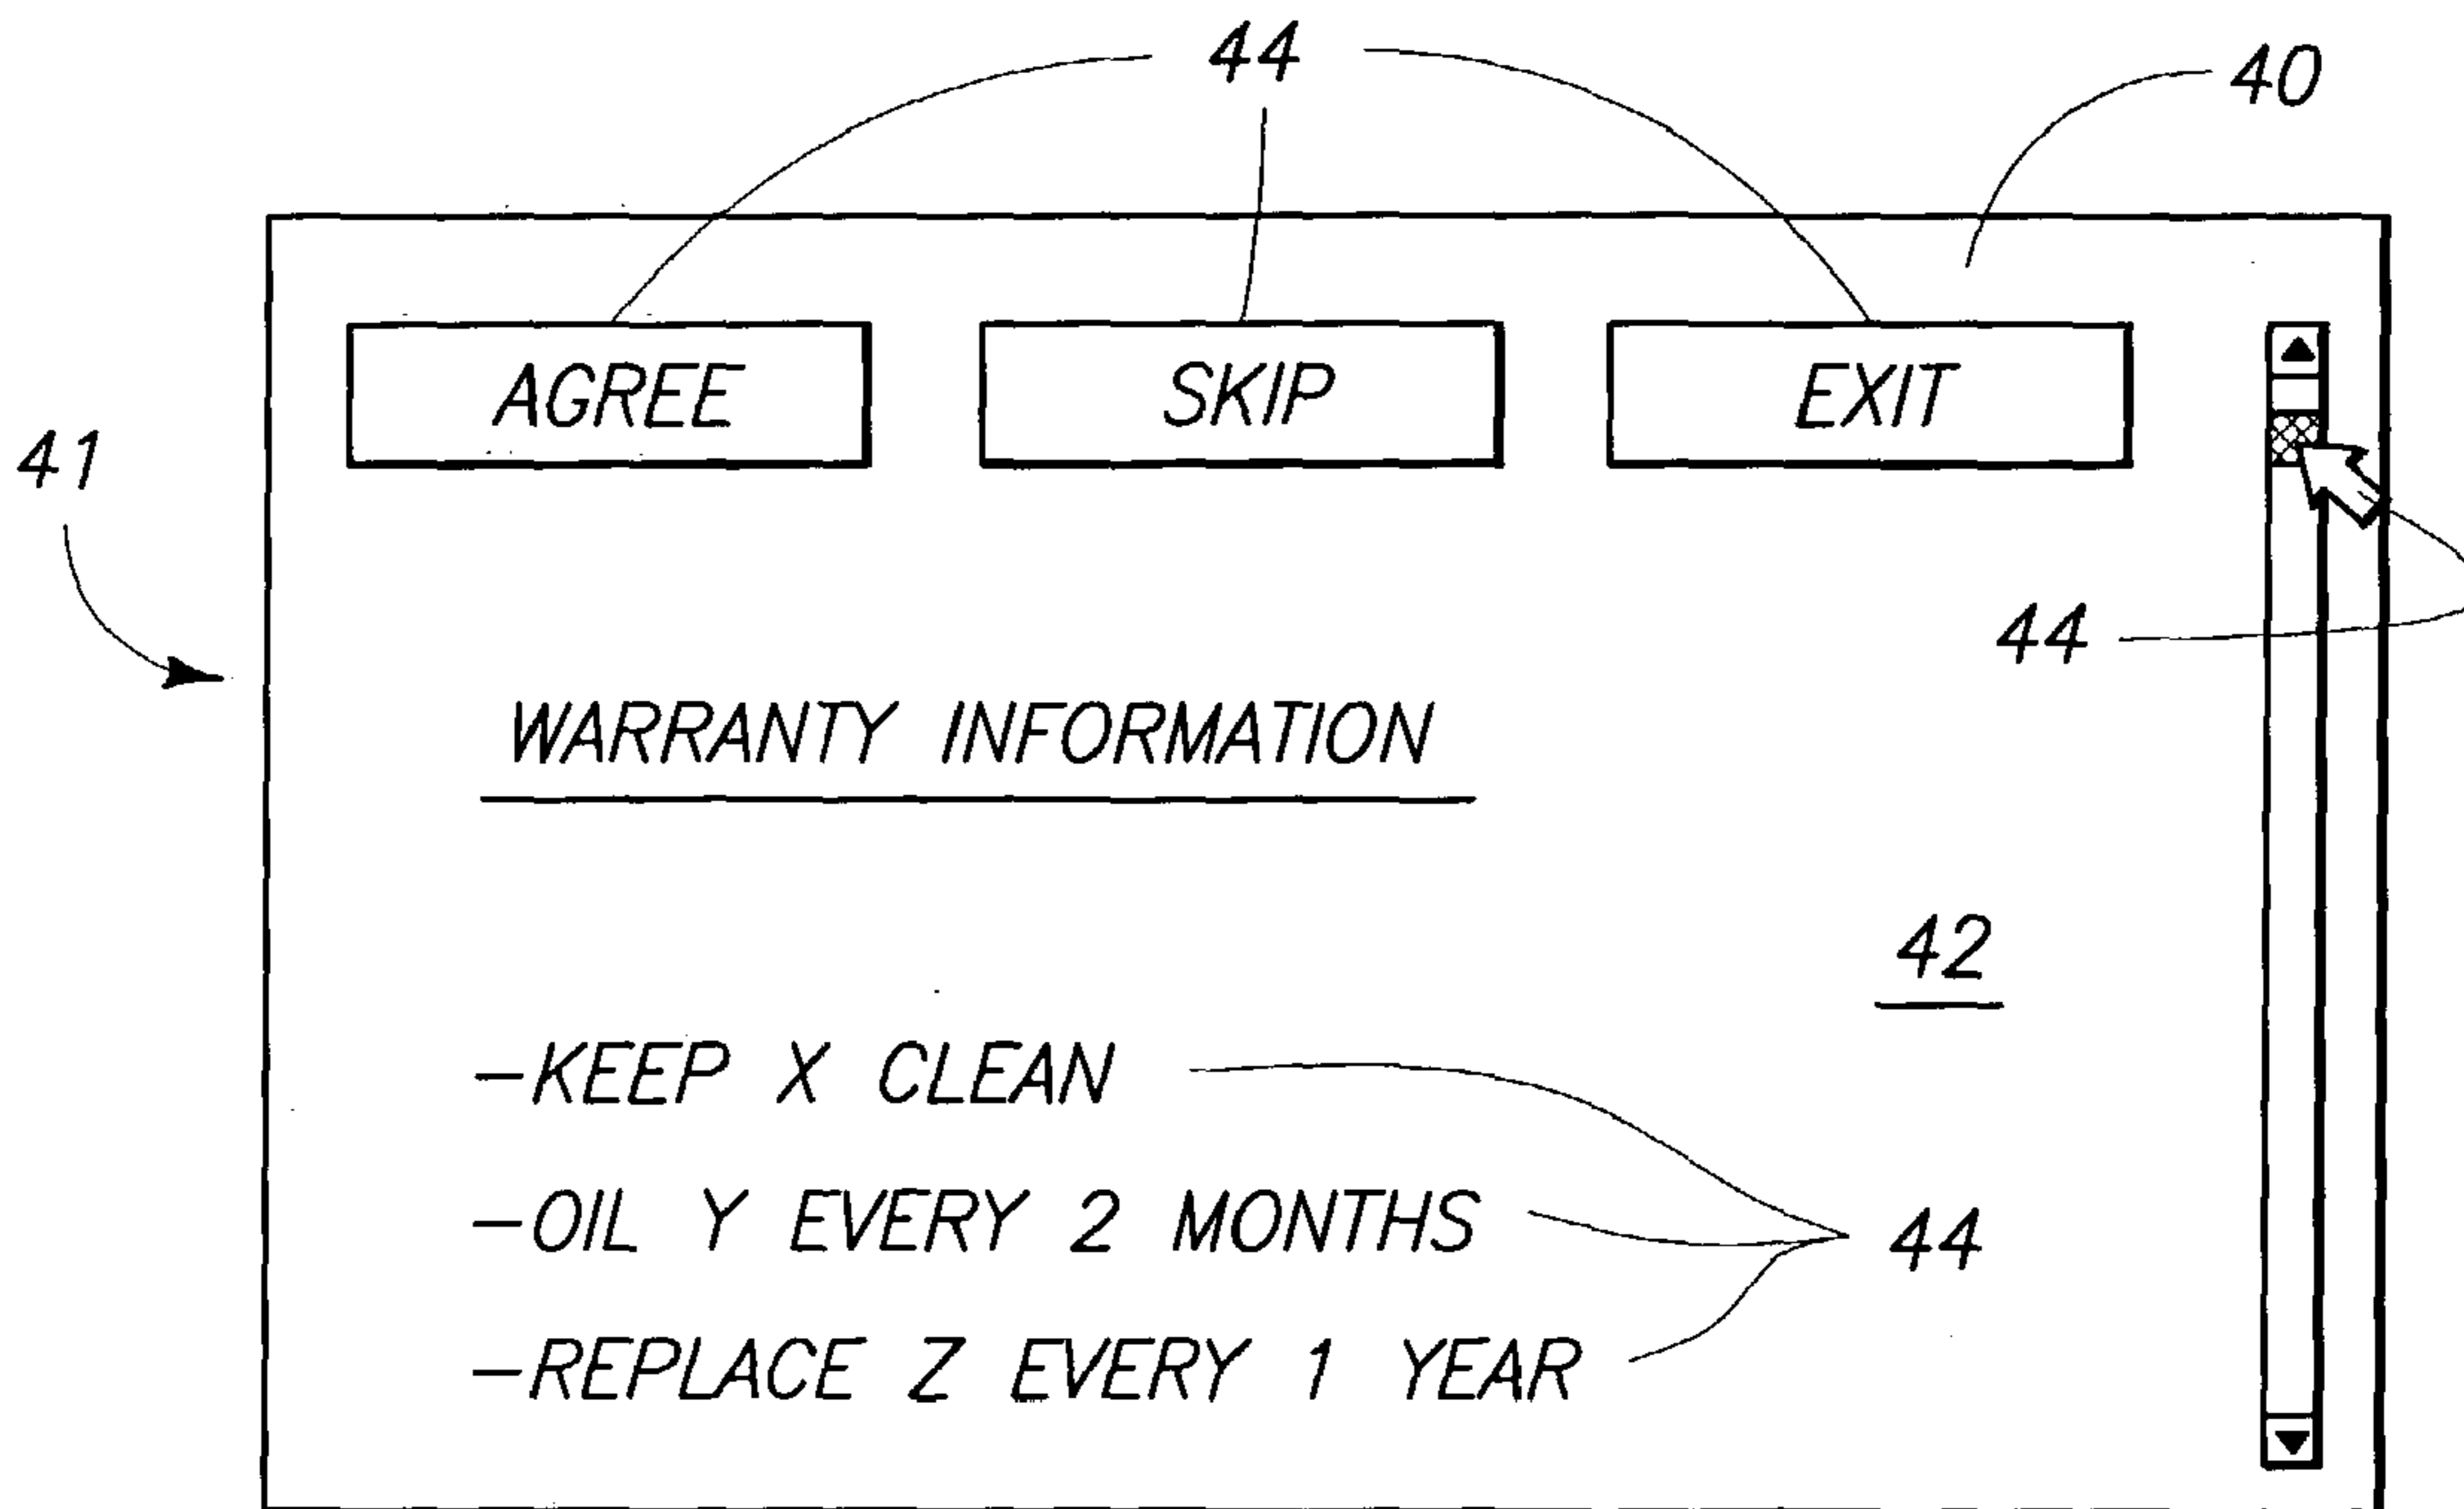 44
40
AGREE SKIP EXIT
41
44
WARRANTY INFORMATION
42
-KEEP X CLEAN
-OIL Y EVERY 2 MONTHS
44
-REPLACE Z EVERY 1 YEAR